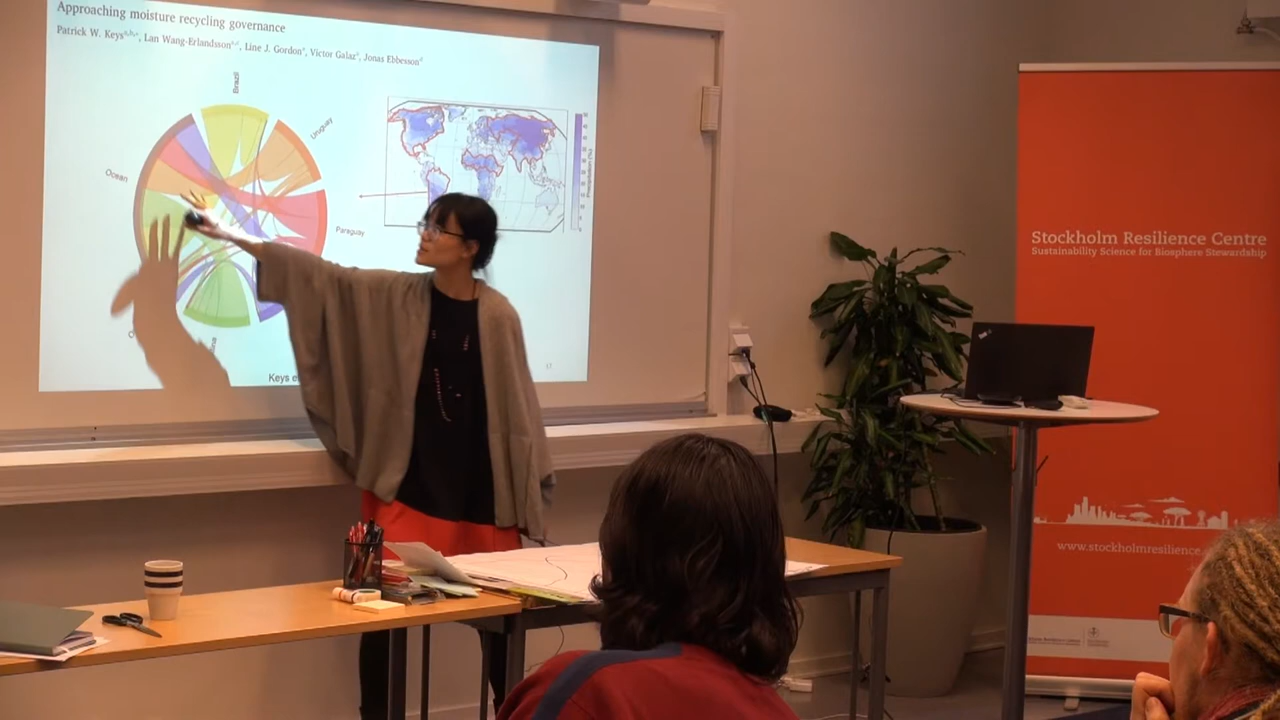 Approaching moisture recycling governance
Patrick W. Keys, Lan Wang-Erlandsson, Line J. Gordon, Victor Galaz, Jonas Ebbesson
Brazil
Uruguay
Ocean
Paraguay
Precipitation (%)
Keys e
17
Stockholm Resilience Centre
Sustainability Science for Biosphere Stewardship
www.stockholmresilience.